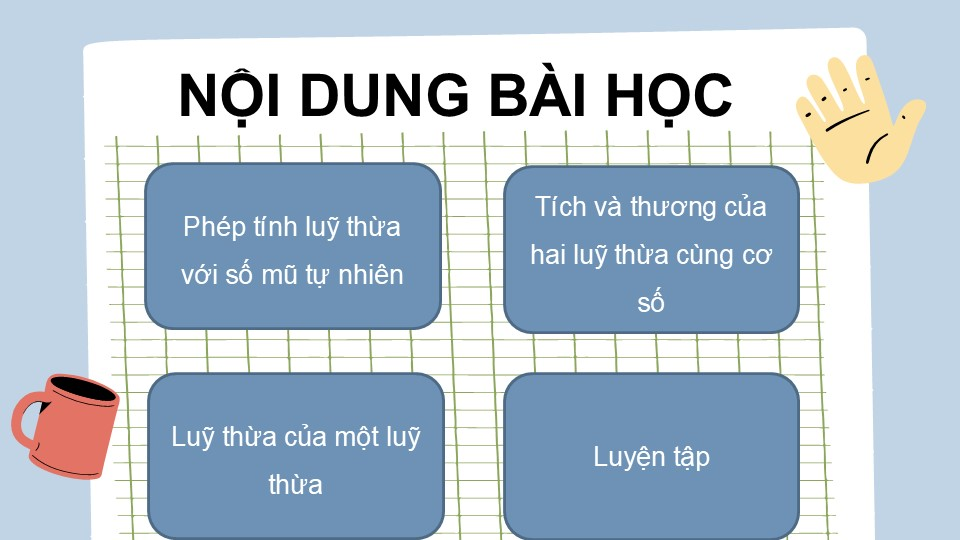 NỘI DUNG BÀI HỌC
Phép tính luỹ thừa
với số mũ tự nhiên
Tích và thương của
hai luỹ thừa cùng cơ
số
Luỹ thừa của một luỹ
thừa
Luyện tập